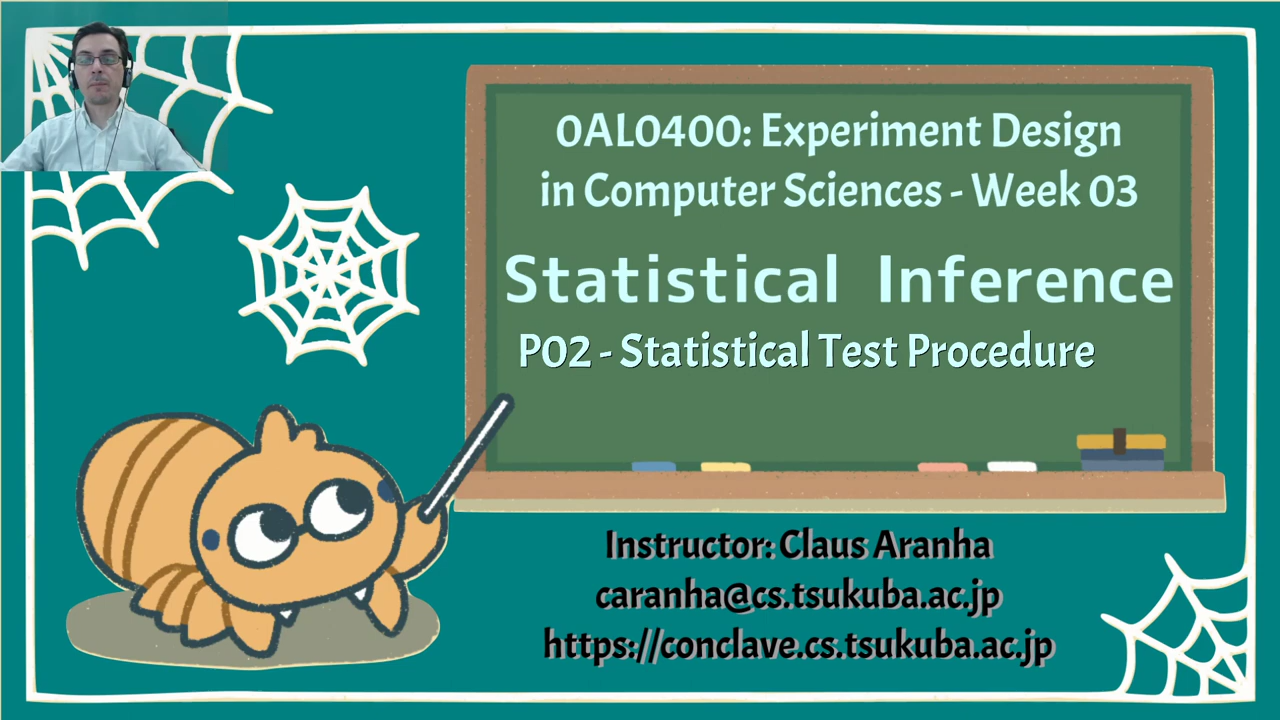 0AL0400: Experiment Design
in Computer Sciences - Week 03
Statistical Inference
P02 - Statistical Test Procedure
Instructor: Claus Aranha
caranha@cs.tsukuba.ac.jp
https://conclave.cs.tsukuba.ac.jp